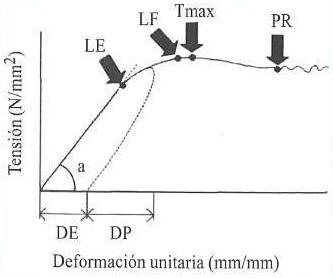 Tmax
LF
PR
LE
Tensión (N/mm²)
a
DE
DP
Deformación unitaria (mm/mm)